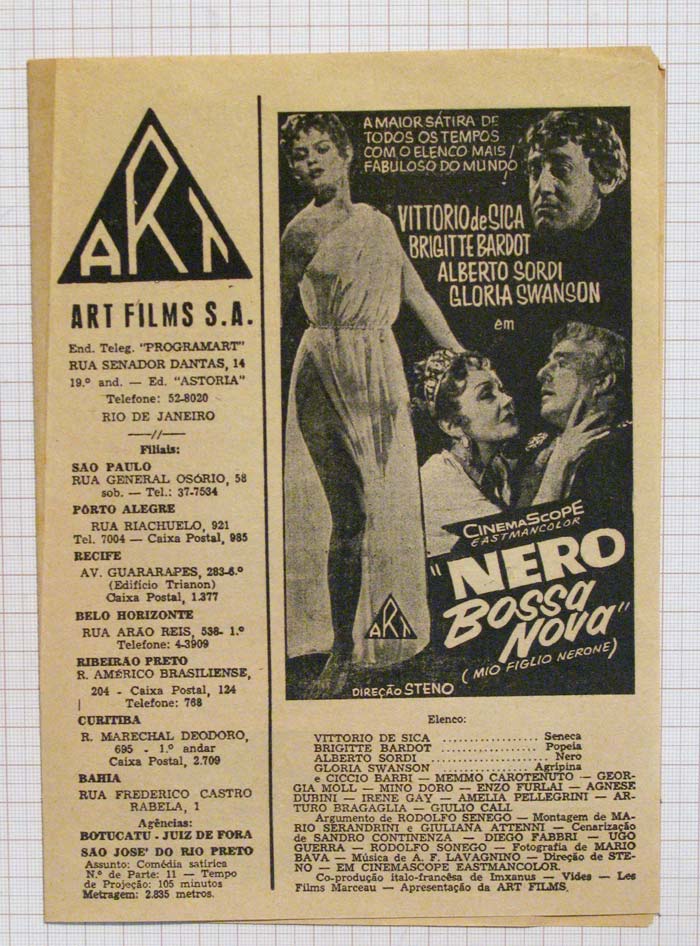 ART
ART FILMS S.A.
End. Teleg. "PROGRAMART"
RUA SENADOR DANTAS, 14
19.º and. — Ed. "ASTORIA"
Telefone: 52-8020
RIO DE JANEIRO
—//—
Filiais:
SAO PAULO
RUA GENERAL OSÓRIO, 58
sob. — Tel.: 37-7534
PÔRTO ALEGRE
RUA RIACHUELO, 921
Tel. 7004 — Caixa Postal, 985
RECIFE
AV. GUARARAPES, 283-6.º
(Edifício Trianon)
Caixa Postal, 1.377
BELO HORIZONTE
RUA ARÃO REIS, 538- 1.º
Telefone: 4-3909
RIBEIRÃO PRETO
R. AMÉRICO BRASILIENSE,
204 - Caixa Postal, 124
Telefone: 768
CURITIBA
R. MARECHAL DEODORO,
695 - 1.º andar
Caixa Postal, 2.709
BAHIA
RUA FREDERICO CASTRO
RABELA, 1
Agências:
BOTUCATU - JUIZ DE FORA
SÃO JOSE' DO RIO PRETO
Assunto: Comédia satírica
N.º de Parte: 11 — Tempo
de Projeção: 105 minutos
Metragem: 2.835 metros.
A MAIOR SÁTIRA DE
TODOS OS TEMPOS
COM O ELENCO MAIS
FABULOSO DO MUNDO!
VITTORIO de SICA
BRIGITTE BARDOT
ALBERTO SORDI
GLORIA SWANSON
em
CINEMASCOPE
EASTMANCOLOR
"NERO
BOSSA
NOVA"
(MIO FIGLIO NERONE)
ART
DIREÇÃO STENO
Elenco:
VITTORIO DE SICA .................. Seneca
BRIGITTE BARDOT .................. Popeia
ALBERTO SORDI .................. Nero
GLORIA SWANSON .................. Agripina
e CICCIO BARBI — MEMMO CAROTENUTO — GEOR-
GIA MOLL — MINO DORO — ENZO FURLAI — AGNESE
DUBINI — IRENE GAY — AMELIA PELLEGRINI — AR-
TURO BRAGAGLIA — GIULIO CALL
Argumento de RODOLFO SENEGO — Montagem de MA-
RIO SERANDRINI e GIULIANA ATTENNI — Cenarização
de SANDRO CONTINENZA — DIEGO FABBRI — UGO
GUERRA — RODOLFO SONEGO — Fotografia de MARIO
BAVA — Música de A. F. LAVAGNINO — Direção de STE-
NO — EM CINEMASCOPE EASTMANCOLOR.
Co-produção ítalo-francêsa de Imxanus — Vides — Les
Films Marceau — Apresentação da ART FILMS.